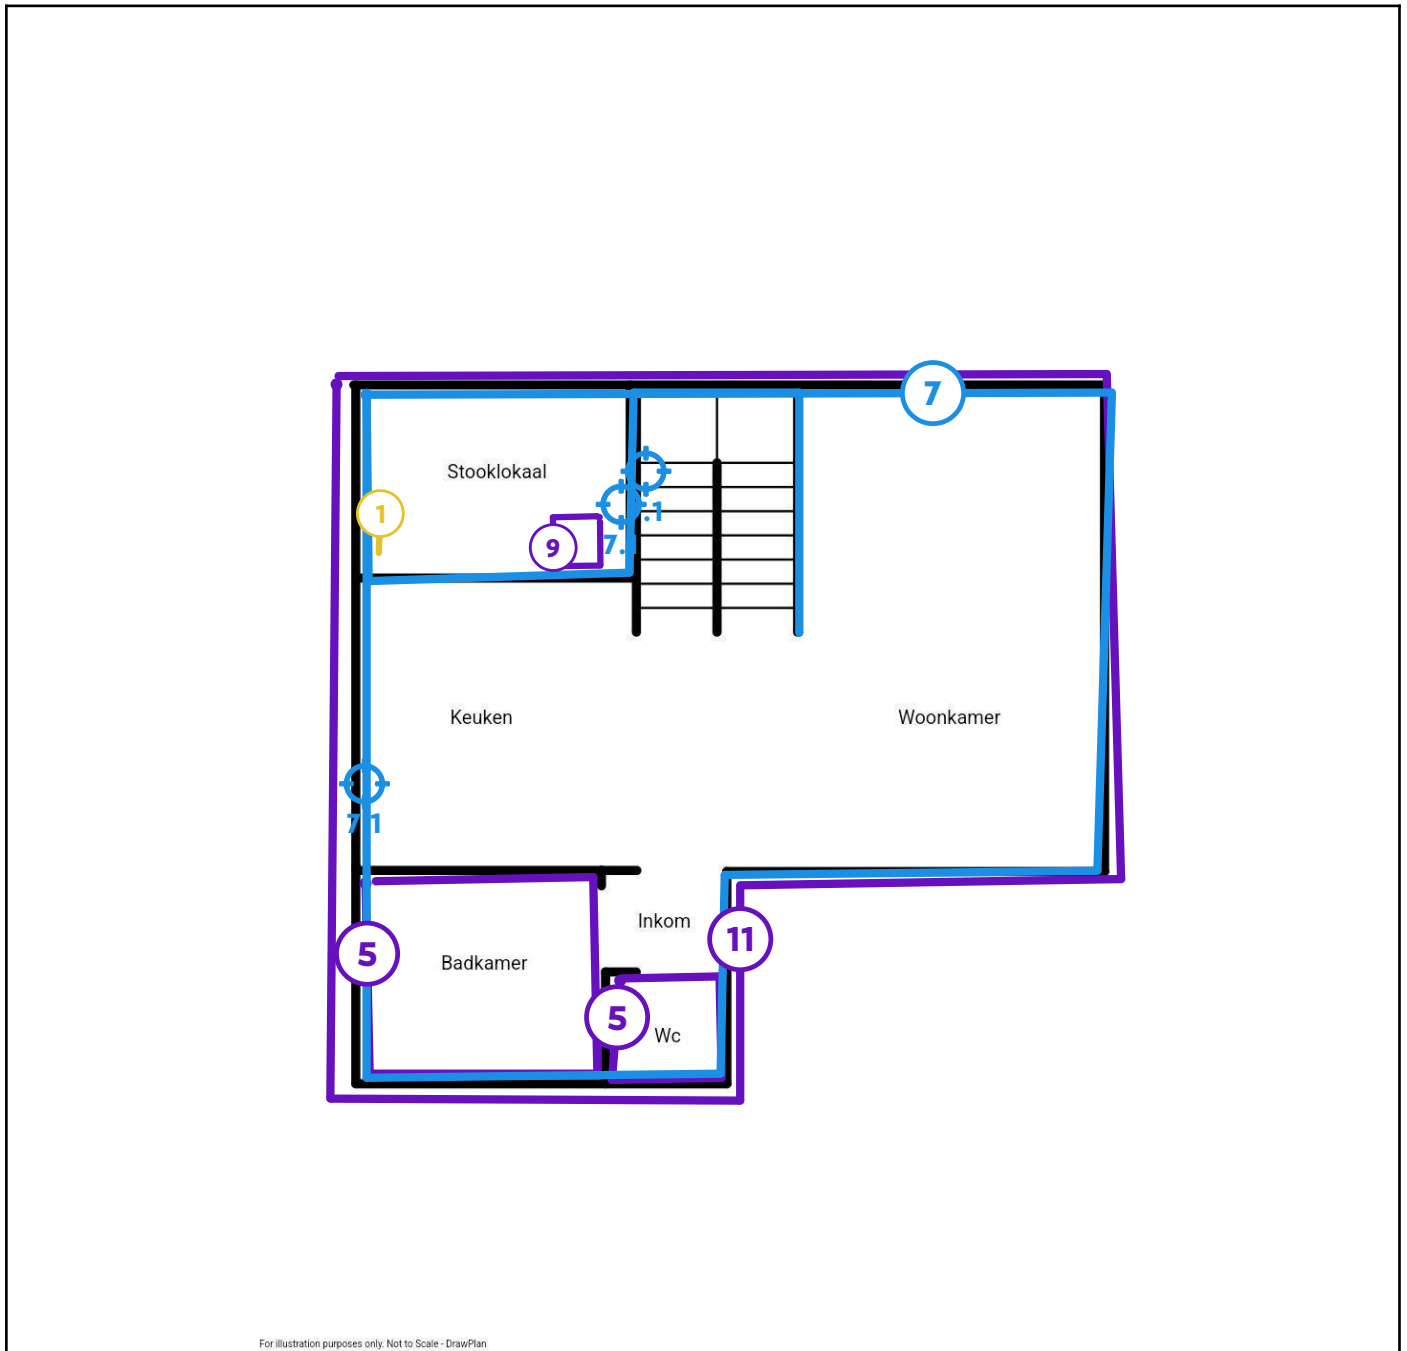 7
Stooklokaal
1
.1
9
7.
Keuken
Woonkamer
7.1
Inkom
11
5
Badkamer
5
Wc
For illustration purposes only. Not to Scale - DrawPlan